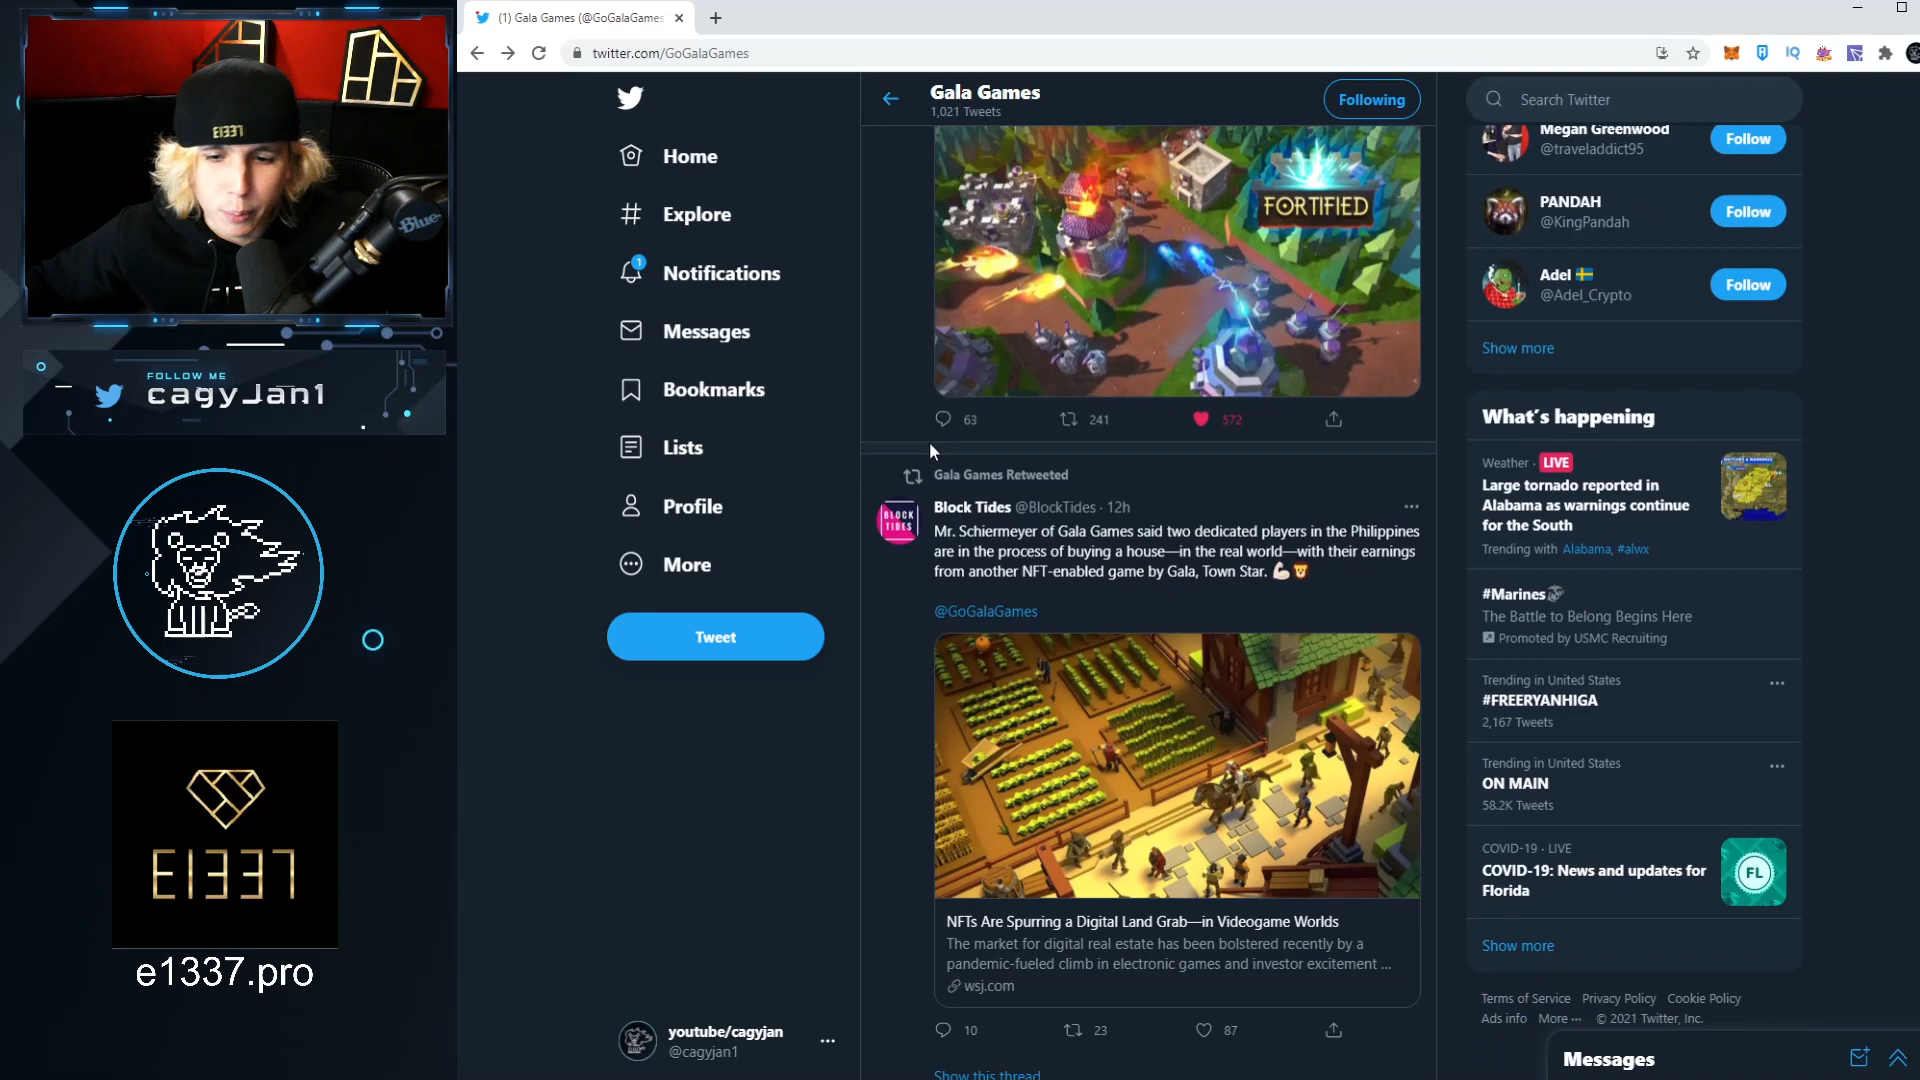 E1337
Blue
FOLLOW ME
cagyJan1
E1337
e1337.pro
(1) Gala Games (@GoGalaGames
twitter.com/GoGalaGames
IQ
Home
Explore
1
Notifications
Messages
Bookmarks
Lists
Profile
More
Tweet
youtube/cagyjan
@cagyjan1
Gala Games
1,021 Tweets
Following
FORTIFIED
63
241
572
Gala Games Retweeted
BLOCK
TIDES
Block Tides @BlockTides · 12h
Mr. Schiermeyer of Gala Games said two dedicated players in the Philippines
are in the process of buying a house—in the real world—with their earnings
from another NFT-enabled game by Gala, Town Star. 💪🦁
@GoGalaGames
NFTs Are Spurring a Digital Land Grab—in Videogame Worlds
The market for digital real estate has been bolstered recently by a
pandemic-fueled climb in electronic games and investor excitement ...
wsj.com
10
23
87
Show this thread
Search Twitter
Megan Greenwood
@traveladdict95
Follow
PANDAH
@KingPandah
Follow
Adel 🇸🇪
@Adel_Crypto
Follow
Show more
What's happening
Weather · LIVE
Large tornado reported in
Alabama as warnings continue
for the South
Trending with Alabama, #alwx
#Marines
The Battle to Belong Begins Here
Promoted by USMC Recruiting
Trending in United States
#FREERYANHIGA
2,167 Tweets
Trending in United States
ON MAIN
58.2K Tweets
COVID-19 · LIVE
COVID-19: News and updates for
Florida
FL
Show more
Terms of Service Privacy Policy Cookie Policy
Ads info More ··· © 2021 Twitter, Inc.
Messages